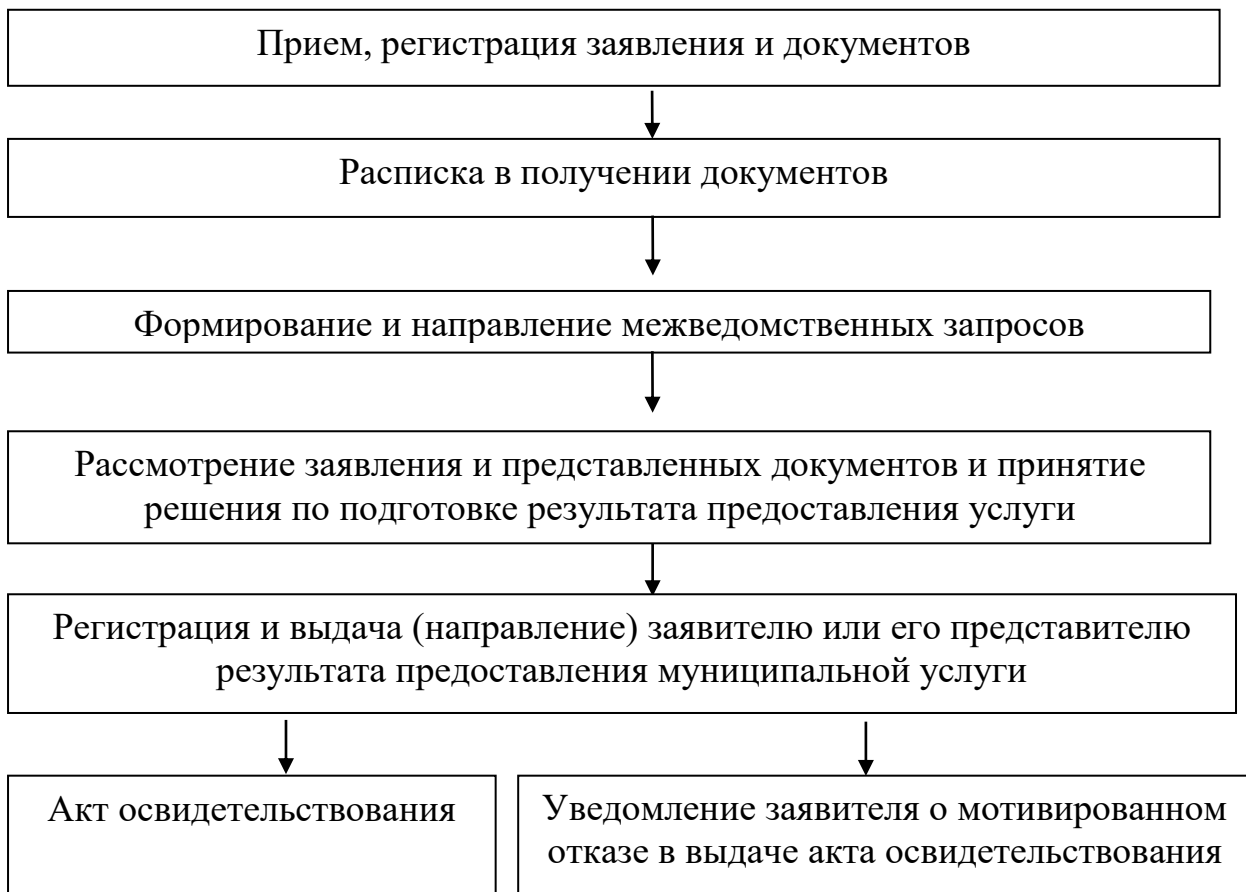 Прием, регистрация заявления и документов
Расписка в получении документов
Формирование и направление межведомственных запросов
Рассмотрение заявления и представленных документов и принятие
решения по подготовке результата предоставления услуги
Регистрация и выдача (направление) заявителю или его представителю
результата предоставления муниципальной услуги
Акт освидетельствования
Уведомление заявителя о мотивированном
отказе в выдаче акта освидетельствования